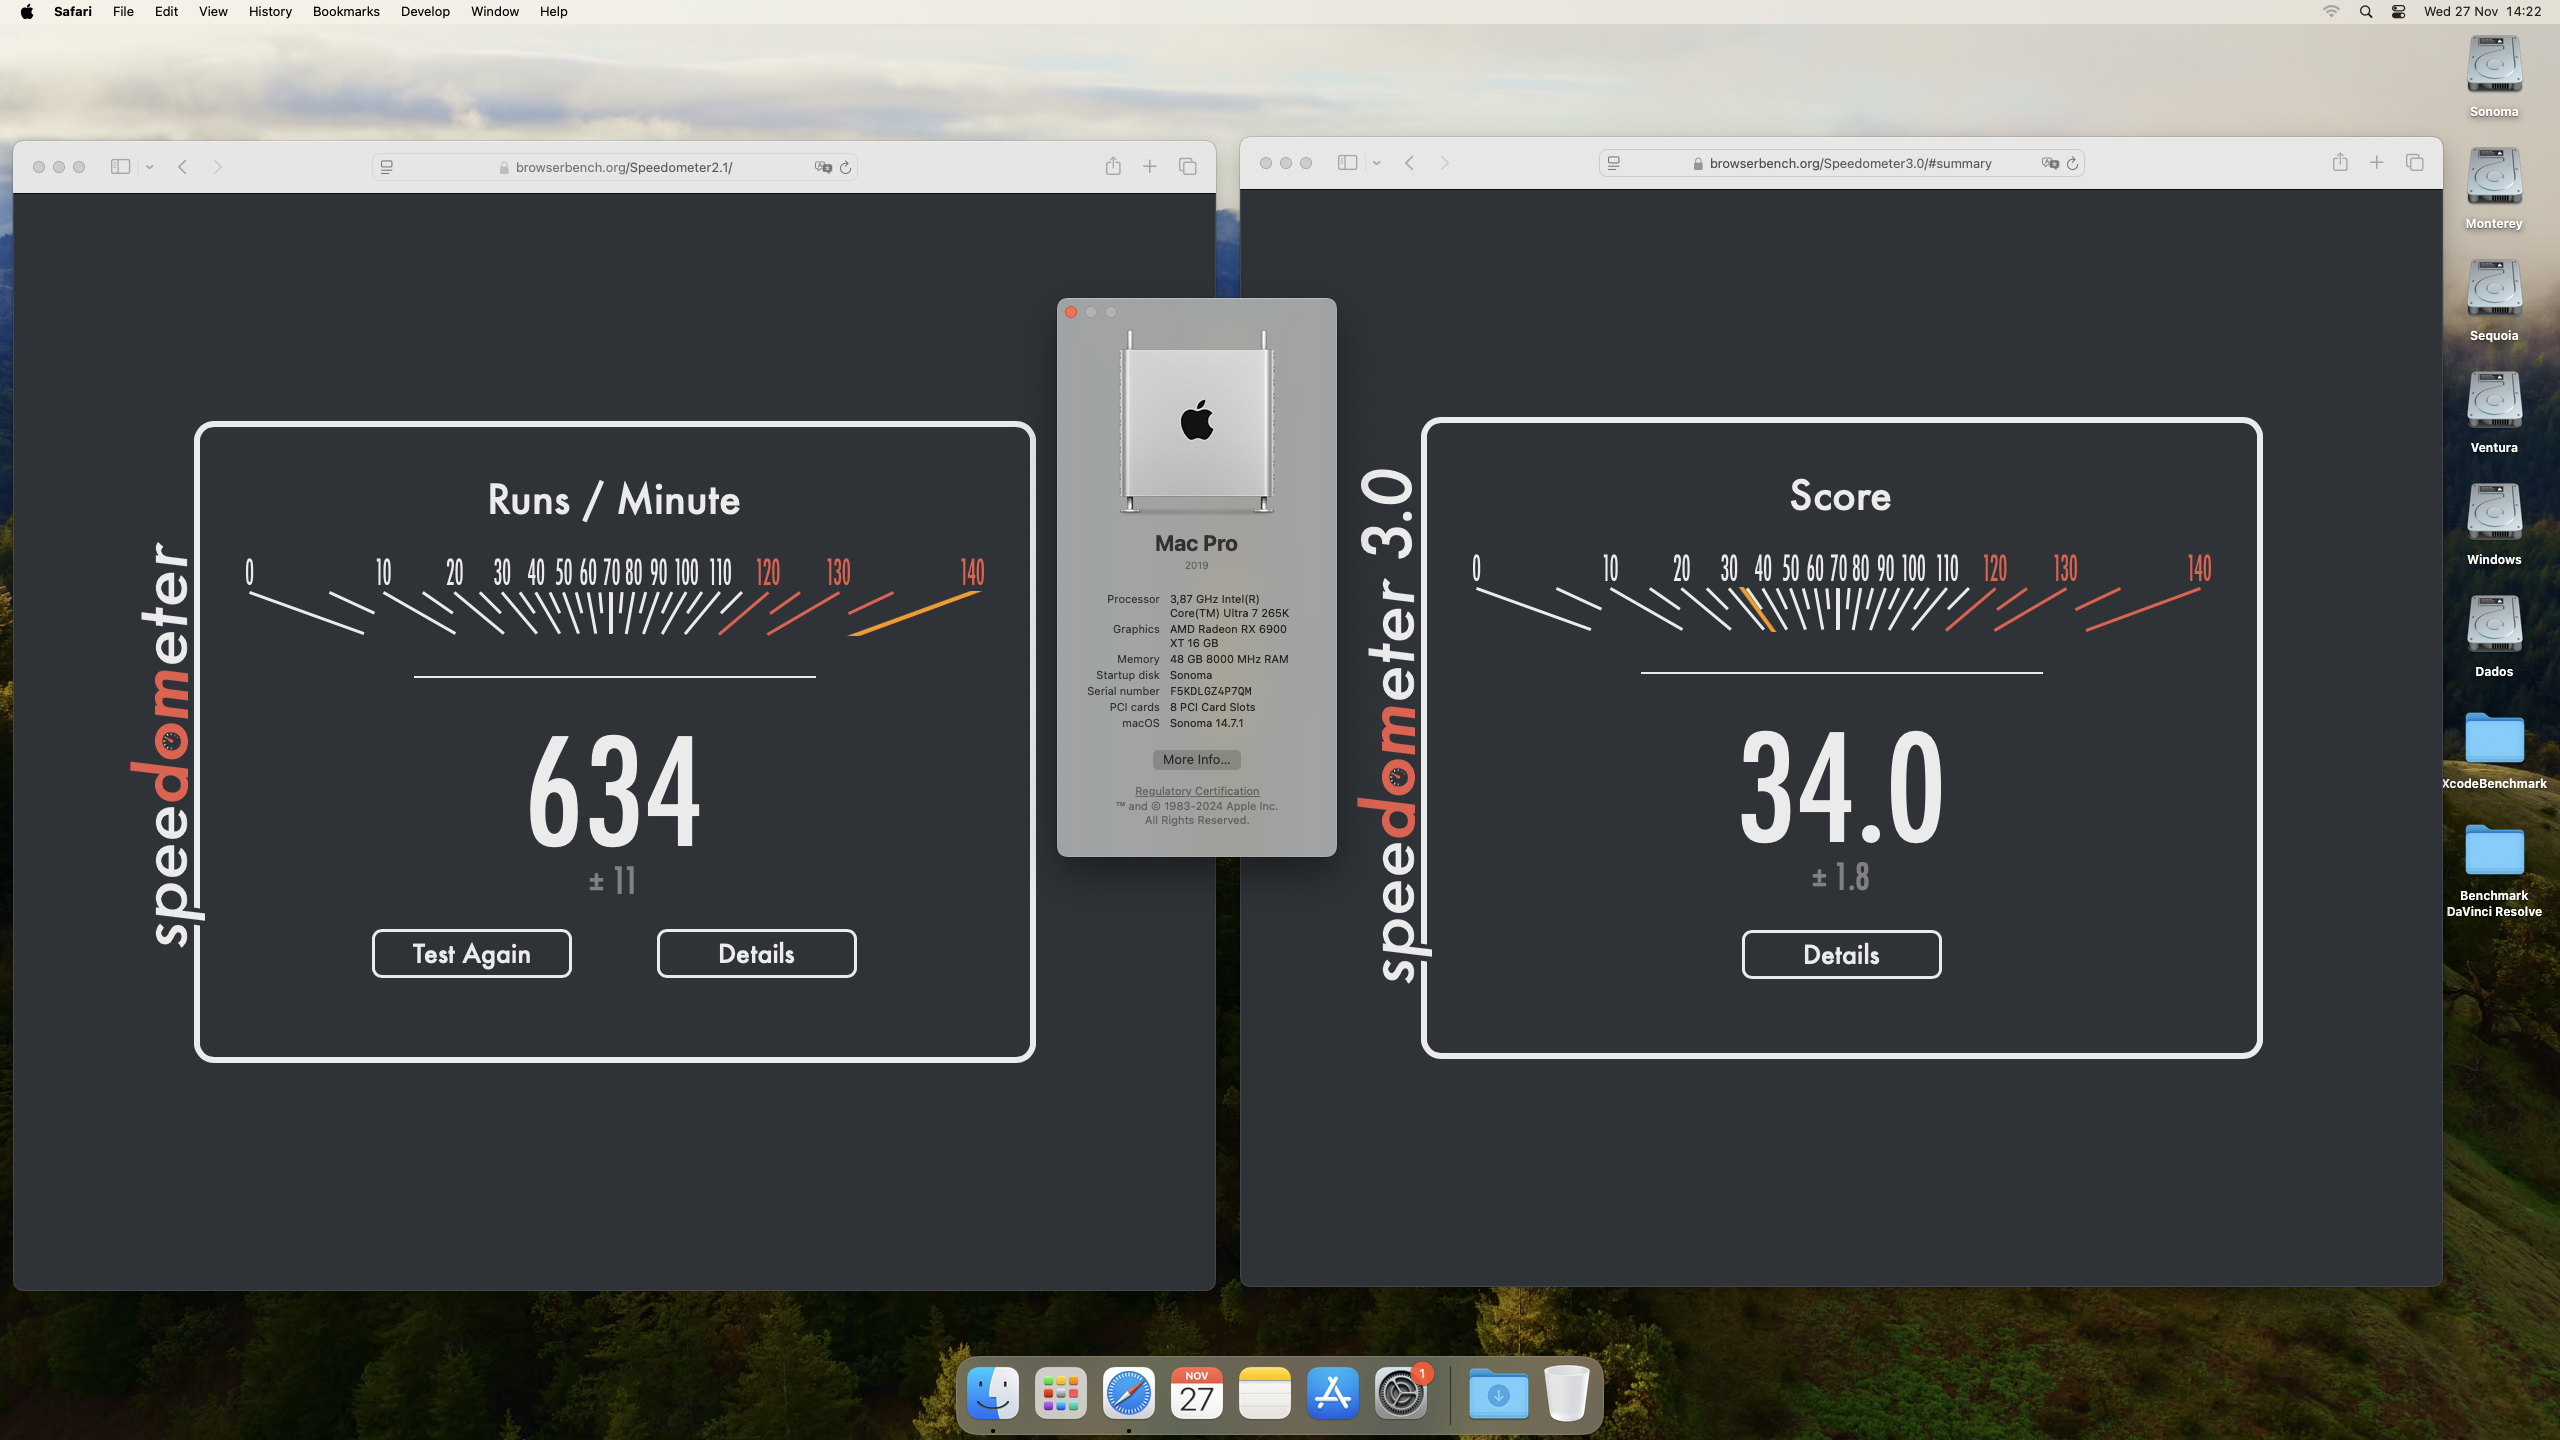 Safari File Edit View History Bookmarks Develop Window Help
Wed 27 Nov 14:22
browserbench.org/Speedometer2.1/
speedometer
Runs / Minute
0 10 20 30 40 50 60 70 80 90 100 110 120 130 140
634
± 11
Test Again Details
Mac Pro
2019
Processor 3,87 GHz Intel(R)
Core(TM) Ultra 7 265K
Graphics AMD Radeon RX 6900
XT 16 GB
Memory 48 GB 8000 MHz RAM
Startup disk Sonoma
Serial number F5KDLGZ4P7QM
PCI cards 8 PCI Card Slots
macOS Sonoma 14.7.1
More Info...
Regulatory Certification
™ and © 1983-2024 Apple Inc.
All Rights Reserved.
browserbench.org/Speedometer3.0/#summary
speedometer 3.0
Score
0 10 20 30 40 50 60 70 80 90 100 110 120 130 140
34.0
± 1.8
Details
Sonoma
Monterey
Sequoia
Ventura
Windows
Dados
XcodeBenchmark
Benchmark
DaVinci Resolve
NOV
27
1